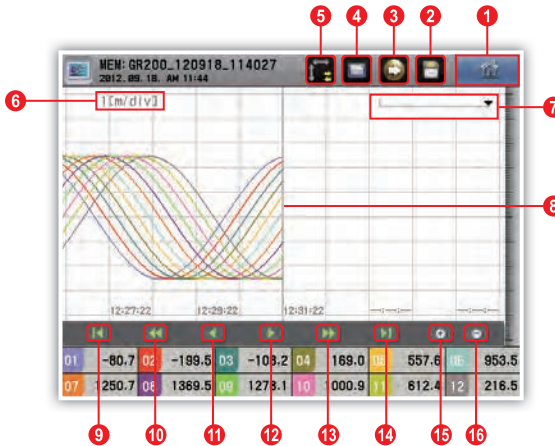 5 4 3 2 1
MEM: GR200_120918_114027
2012. 09. 18. AM 11:44
6 1[m/div] 7
8
12:27:22 12:29:22 12:31:22 --:--:-- --:--:--
01 -80.7 02 -199.5 03 -108.2 04 169.0 05 557.6 06 953.5
07 1250.7 08 1369.5 09 1278.1 10 1000.9 11 612.4 12 216.5
9 10 11 12 13 14 15 16